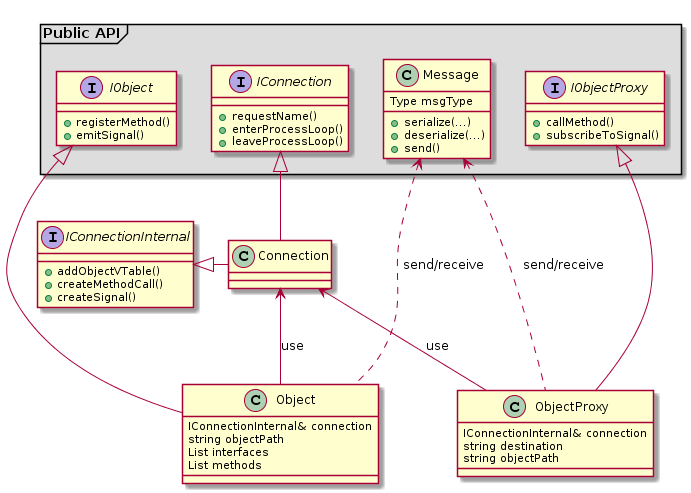 Public API
I IObject
registerMethod()
emitSignal()
I IConnection
requestName()
enterProcessLoop()
leaveProcessLoop()
C Message
Type msgType
serialize(...)
deserialize(...)
send()
I IObjectProxy
callMethod()
subscribeToSignal()
I IConnectionInternal
addObjectVTable()
createMethodCall()
createSignal()
C Connection
send/receive
send/receive
use
use
C Object
IConnectionInternal& connection
string objectPath
List interfaces
List methods
C ObjectProxy
IConnectionInternal& connection
string destination
string objectPath